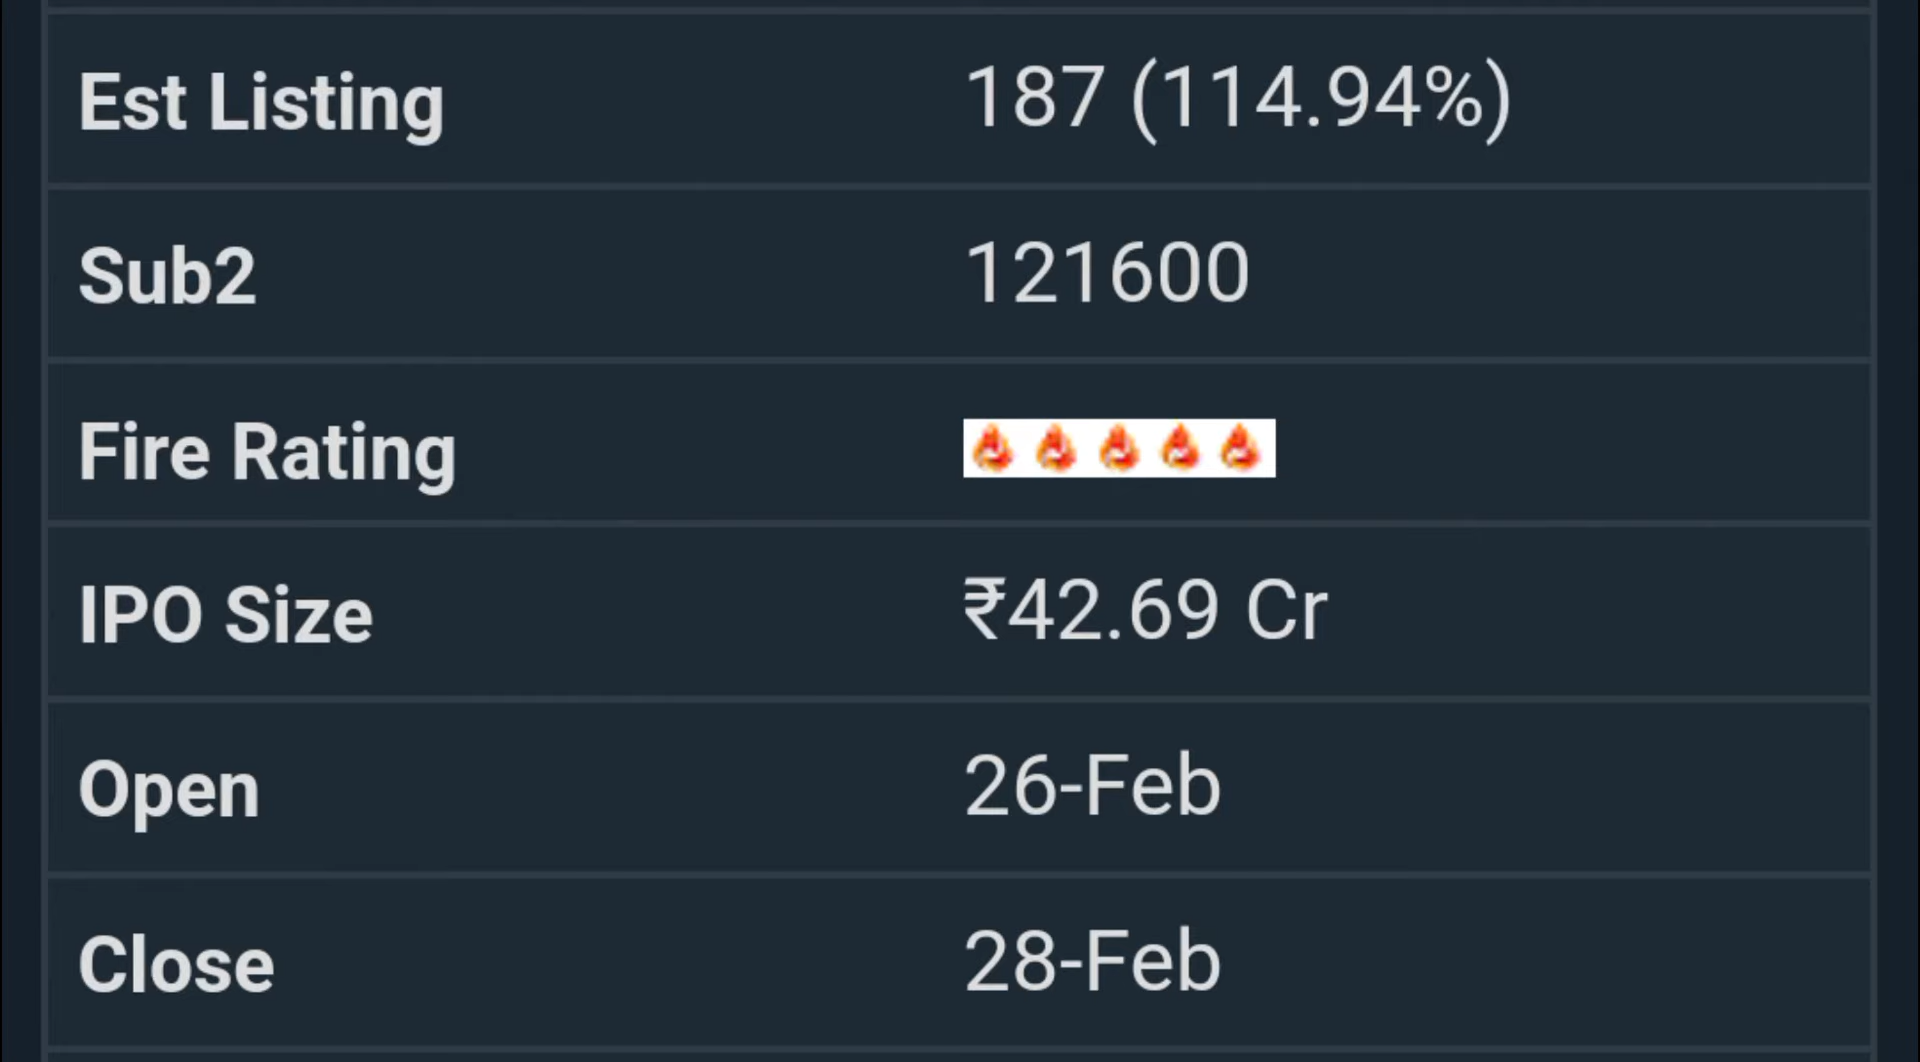 Est Listing 187 (114.94%)
Sub2 121600
Fire Rating 🔥🔥🔥🔥🔥
IPO Size ₹42.69 Cr
Open 26-Feb
Close 28-Feb